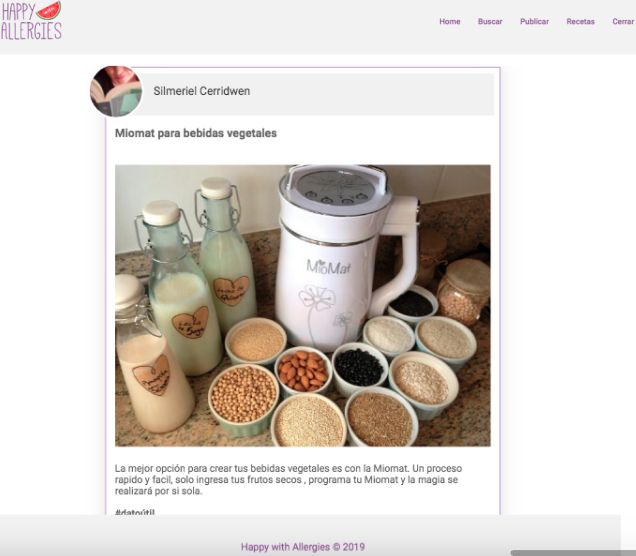 HAPPY
with
ALLERGIES
Home Buscar Publicar Recetas Cerrar
Silmeriel Cerridwen
Miomat para bebidas vegetales
MioMat
La mejor opción para crear tus bebidas vegetales es con la Miomat. Un proceso
rapido y facil, solo ingresa tus frutos secos , programa tu Miomat y la magia se
realizará por si sola.
#datoútil
Happy with Allergies © 2019